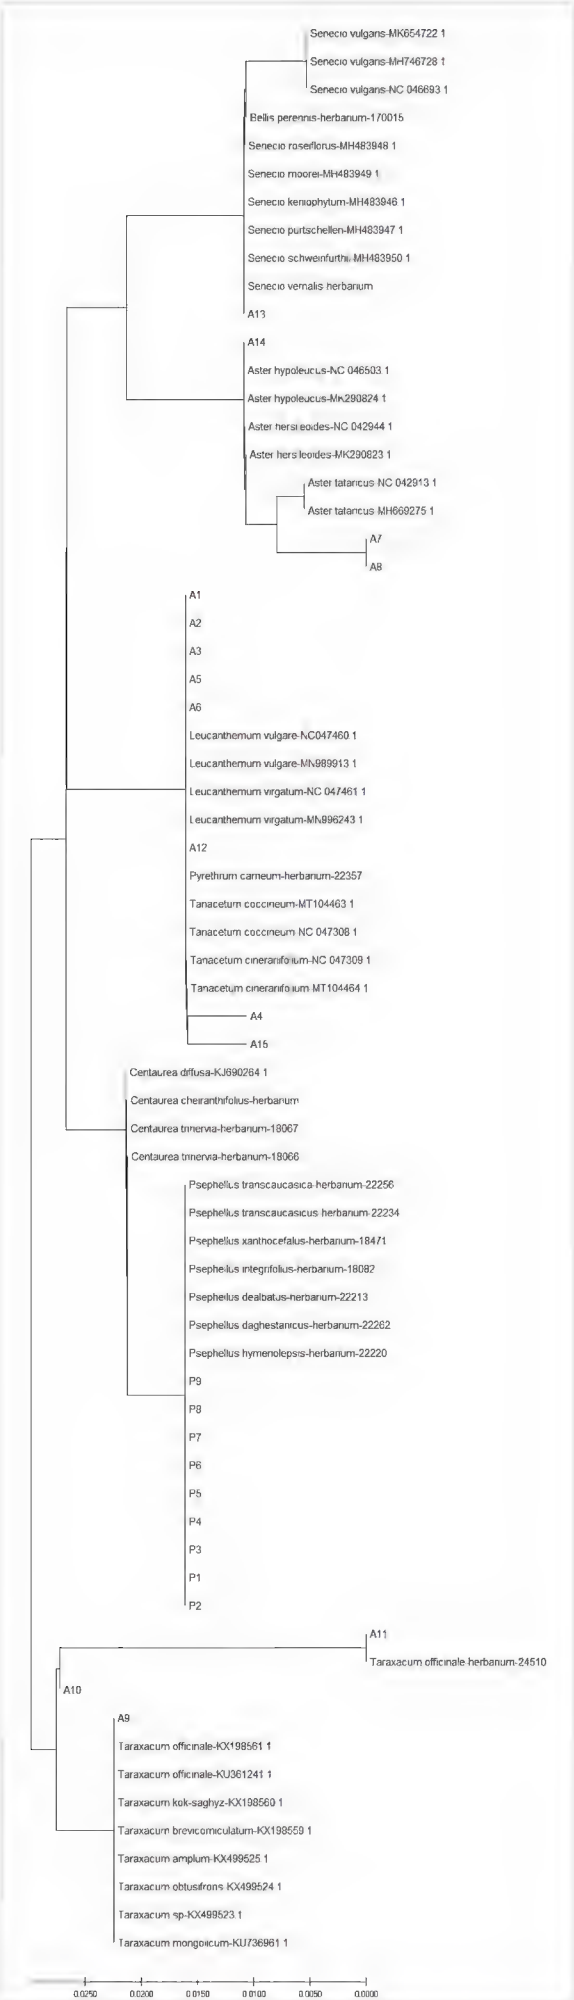 Senecio vulgaris-MK654722 1
Senecio vulgaris-MH746728 1
Senecio vulgaris-NC 046693 1
Bellis perennis-herbarium-170015
Senecio roseiflorus-MH483948 1
Senecio moorei-MH483949 1
Senecio keniophytum-MH483946 1
Senecio purtschelleri-MH483947 1
Senecio schweinfurthii-MH483950 1
Senecio vernalis-herbarium
A13
A14
Aster hypoleucus-NC 046503 1
Aster hypoleucus-MK290824 1
Aster hersileoides-NC 042944 1
Aster hersileoides-MK290823 1
Aster tataricus-NC 042913 1
Aster tataricus-MH669275 1
A7
A8
A1
A2
A3
A5
A6
Leucanthemum vulgare-NC047460 1
Leucanthemum vulgare-MN989913 1
Leucanthemum virgatum-NC 047461 1
Leucanthemum virgatum-MN996243 1
A12
Pyrethrum carneum-herbarium-22357
Tanacetum coccineum-MT104463 1
Tanacetum coccineum-NC 047308 1
Tanacetum cinerariifolium-NC 047309 1
Tanacetum cinerariifolium-MT104464 1
A4
A15
Centaurea diffusa-KJ690264 1
Centaurea cheiranthifolius-herbarium
Centaurea trinervia-herbarium-18067
Centaurea trinervia-herbarium-18066
Psephellus transcaucasica-herbarium-22256
Psephellus transcaucasicus-herbarium-22234
Psephellus xanthocefalus-herbarium-18471
Psephellus integrifolius-herbarium-18082
Psephellus dealbatus-herbarium-22213
Psephellus daghestanicus-herbarium-22262
Psephellus hymenolepsis-herbarium-22220
P9
P8
P7
P6
P5
P4
P3
P1
P2
A11
Taraxacum officinale-herbarium-24510
A10
A9
Taraxacum officinale-KX198561 1
Taraxacum officinale-KU361241 1
Taraxacum kok-saghyz-KX198560 1
Taraxacum brevicorniculatum-KX198559 1
Taraxacum amplum-KX499525 1
Taraxacum obtusifrons-KX499524 1
Taraxacum sp-KX499523.1
Taraxacum mongolicum-KU736961 1
0.0250 0.0200 0.0150 0.0100 0.0050 0.0000